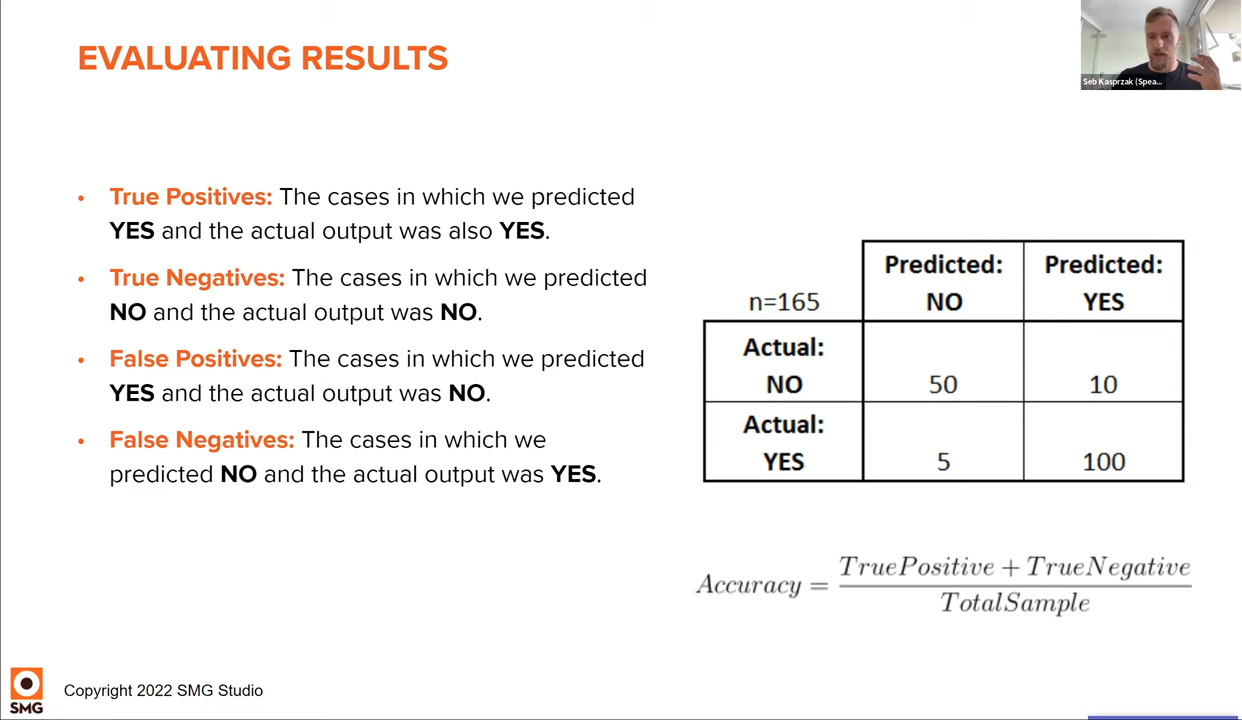 EVALUATING RESULTS
Seb Kasprzak (Spea...
• True Positives: The cases in which we predicted
YES and the actual output was also YES.
• True Negatives: The cases in which we predicted
NO and the actual output was NO.
• False Positives: The cases in which we predicted
YES and the actual output was NO.
• False Negatives: The cases in which we
predicted NO and the actual output was YES.
n=165 Predicted: NO Predicted: YES
Actual: NO 50 10
Actual: YES 5 100
Accuracy = TruePositive + TrueNegative
TotalSample
SMG
Copyright 2022 SMG Studio